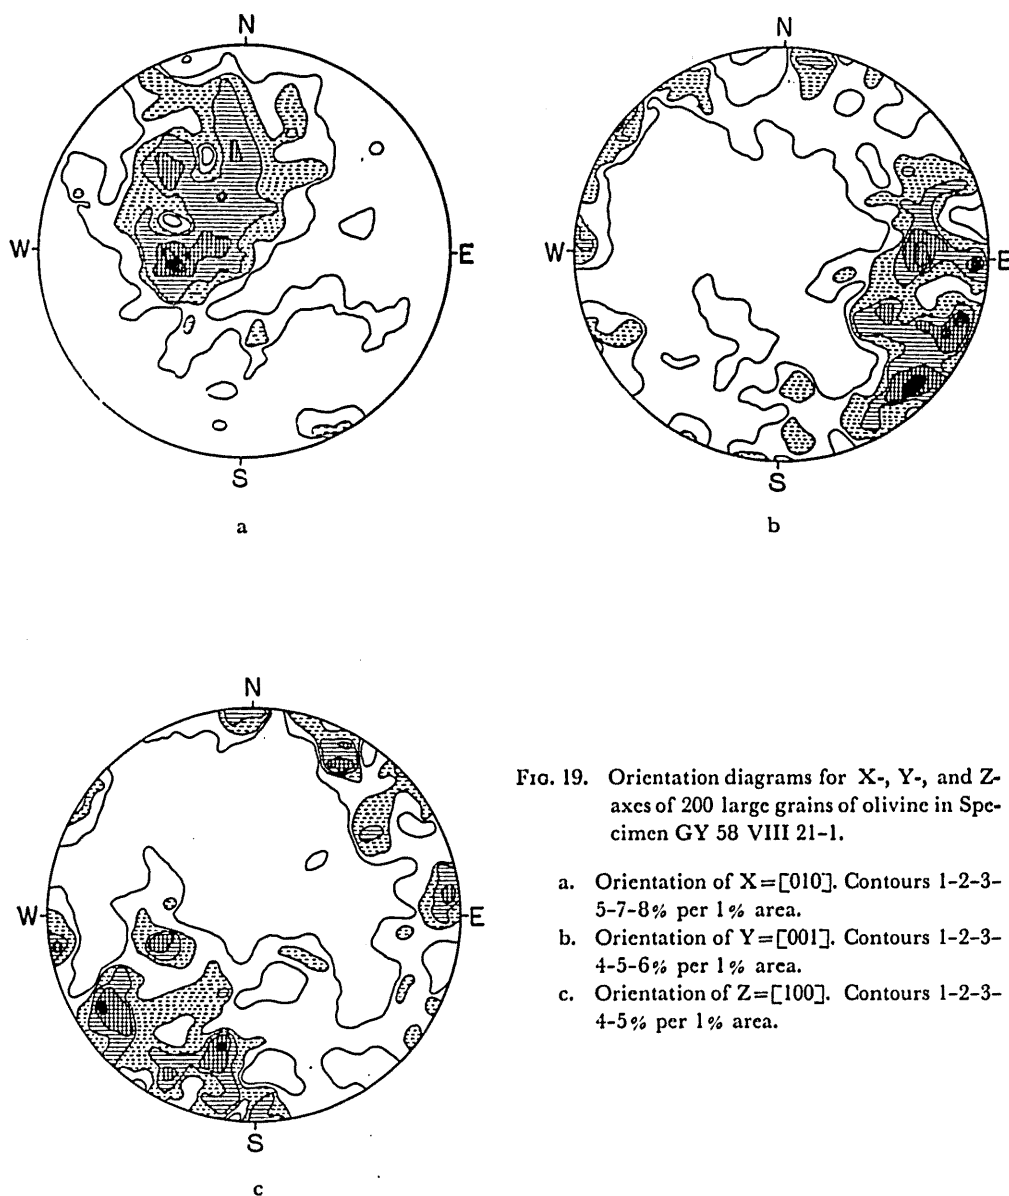 N
W
E
S
a
N
W
E
S
b
N
W
E
S
c
FIG. 19. Orientation diagrams for X-, Y-, and Z-
axes of 200 large grains of olivine in Spe-
cimen GY 58 VIII 21-1.
a. Orientation of X=[010]. Contours 1-2-3-
5-7-8% per 1% area.
b. Orientation of Y=[001]. Contours 1-2-3-
4-5-6% per 1% area.
c. Orientation of Z=[100]. Contours 1-2-3-
4-5% per 1% area.